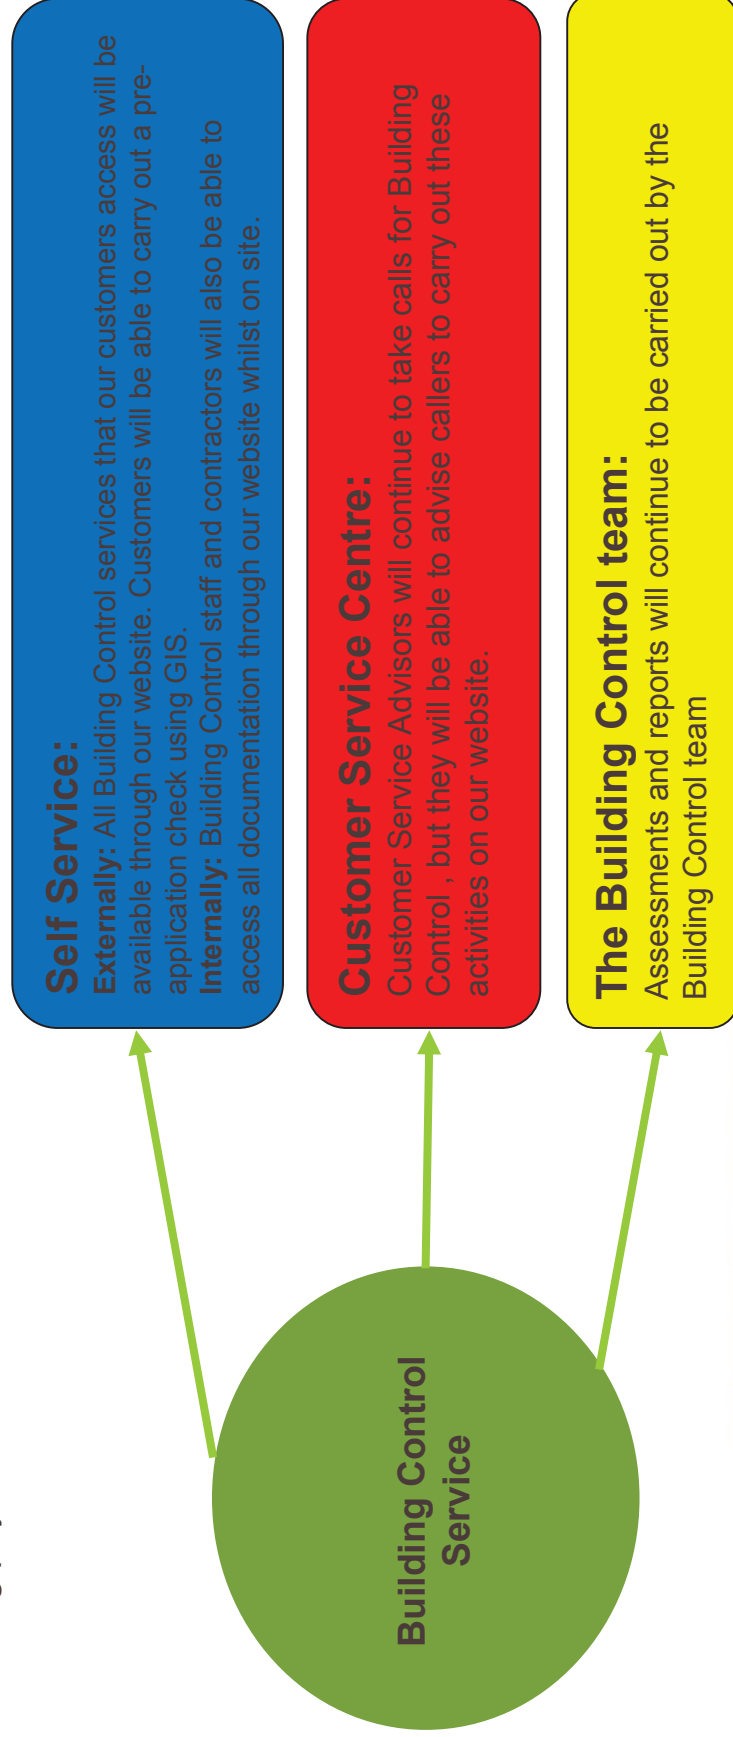 Building Control
Service
Self Service:
Externally: All Building Control services that our customers access will be
available through our website. Customers will be able to carry out a pre-
application check using GIS.
Internally: Building Control staff and contractors will also be able to
access all documentation through our website whilst on site.
Customer Service Centre:
Customer Service Advisors will continue to take calls for Building
Control , but they will be able to advise callers to carry out these
activities on our website.
The Building Control team:
Assessments and reports will continue to be carried out by the
Building Control team